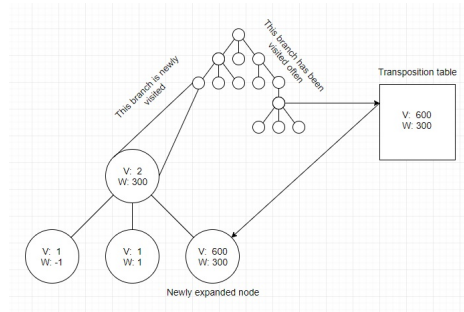 This branch is newly
visited
This branch has been
visited often
Transposition table
V: 600
W: 300
V: 2
W: 300
V: 1
W: -1
V: 1
W: 1
V: 600
W: 300
Newly expanded node